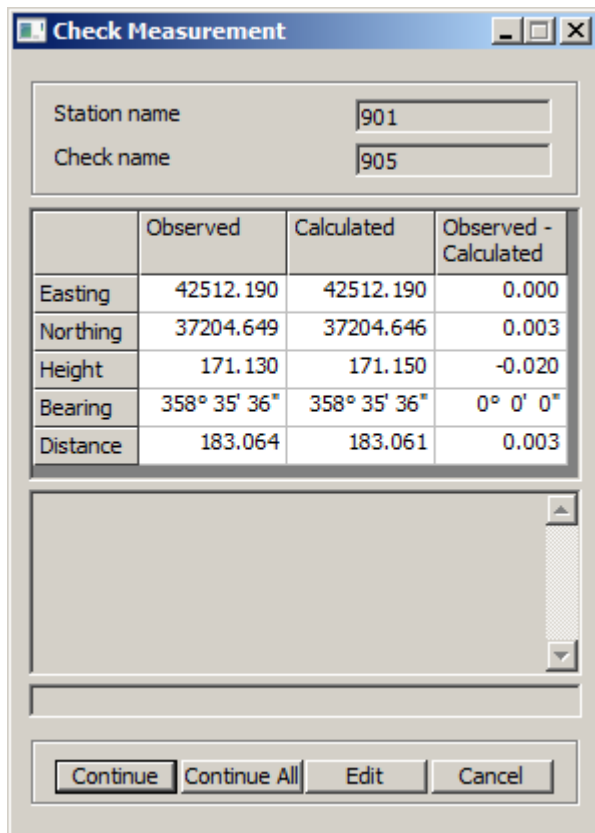 Check Measurement
Station name 901
Check name 905
Observed Calculated Observed -
Calculated
Easting 42512.190 42512.190 0.000
Northing 37204.649 37204.646 0.003
Height 171.130 171.150 -0.020
Bearing 358° 35' 36" 358° 35' 36" 0° 0' 0"
Distance 183.064 183.061 0.003
Continue Continue All Edit Cancel